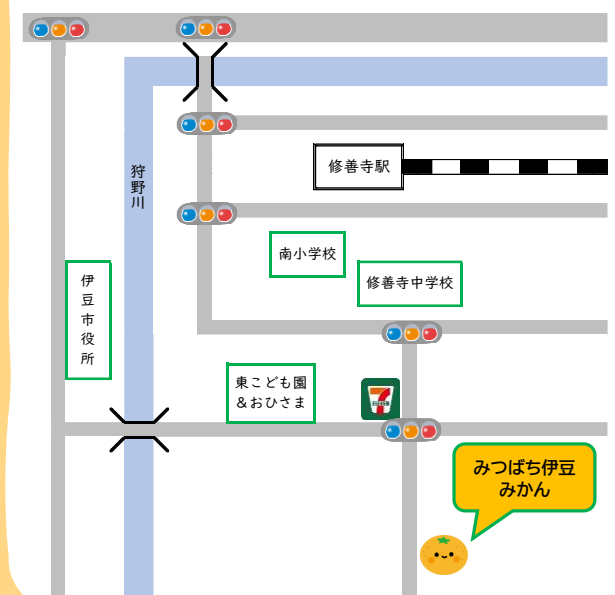 狩野川
修善寺駅
南小学校
修善寺中学校
伊豆市役所
東こども園
＆おひさま
みつばち伊豆
みかん